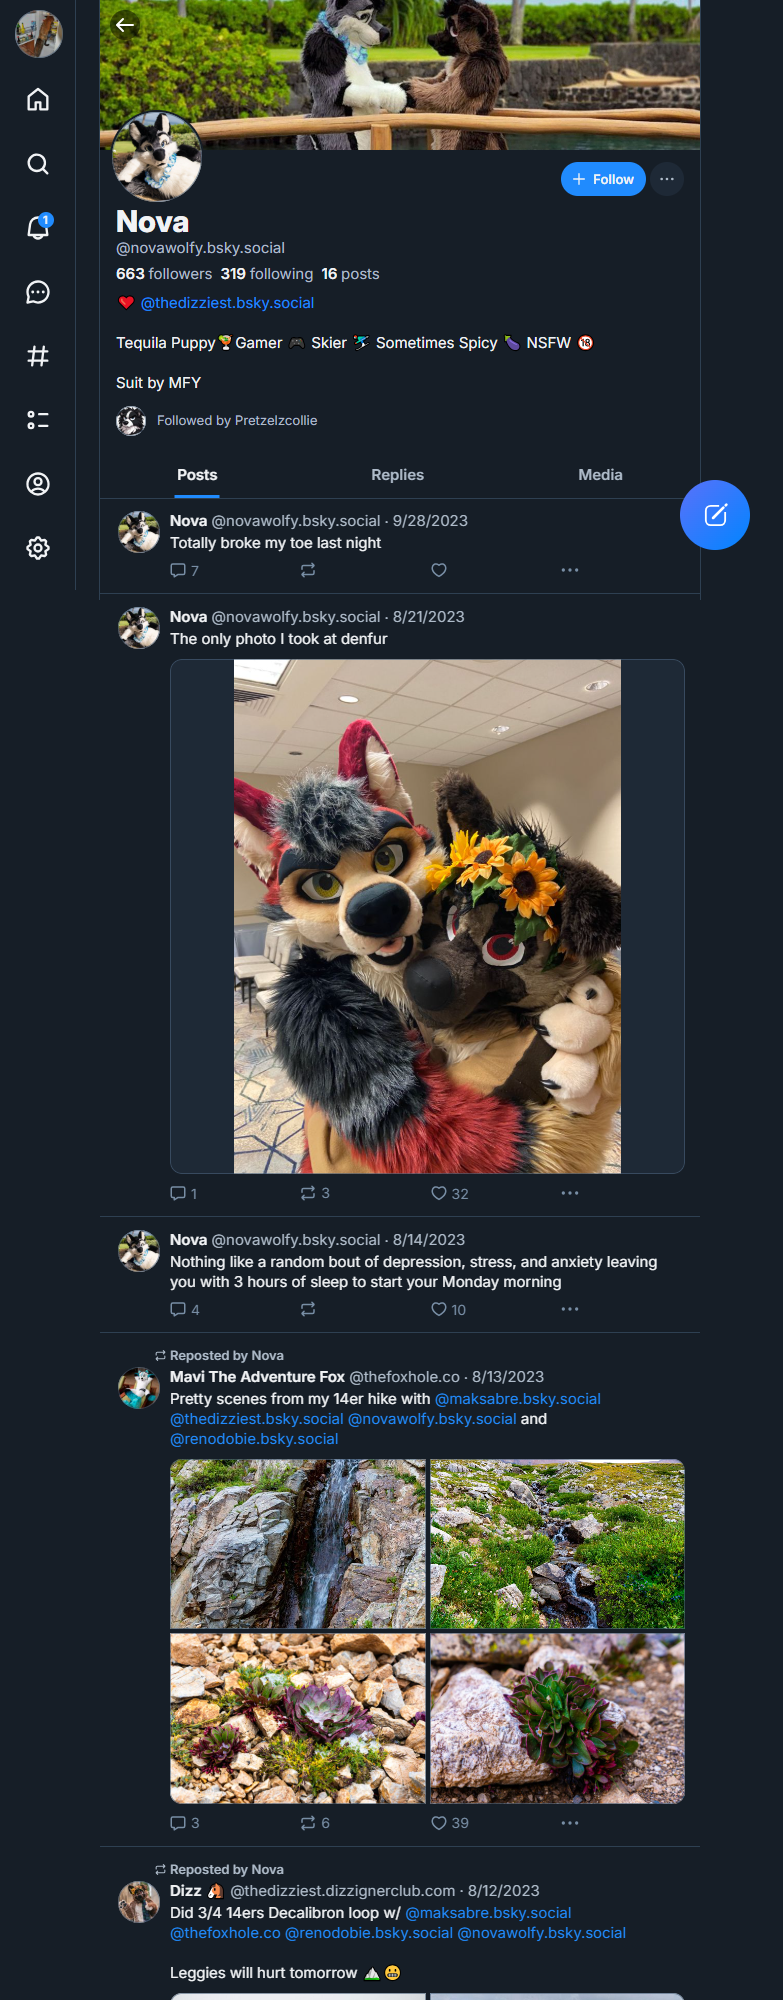 1
+ Follow
Nova
@novawolfy.bsky.social
663 followers 319 following 16 posts
❤️ @thedizziest.bsky.social
Tequila Puppy🍹Gamer 🎮 Skier ⛷️ Sometimes Spicy 🍆 NSFW 🔞
Suit by MFY
Followed by Pretzelzcollie
Posts Replies Media
Nova @novawolfy.bsky.social · 9/28/2023
Totally broke my toe last night
7
Nova @novawolfy.bsky.social · 8/21/2023
The only photo I took at denfur
1 3 32
Nova @novawolfy.bsky.social · 8/14/2023
Nothing like a random bout of depression, stress, and anxiety leaving
you with 3 hours of sleep to start your Monday morning
4 10
Reposted by Nova
Mavi The Adventure Fox @thefoxhole.co · 8/13/2023
Pretty scenes from my 14er hike with @maksabre.bsky.social
@thedizziest.bsky.social @novawolfy.bsky.social and
@renodobie.bsky.social
3 6 39
Reposted by Nova
Dizz 🐴 @thedizziest.dizzignerclub.com · 8/12/2023
Did 3/4 14ers Decalibron loop w/ @maksabre.bsky.social
@thefoxhole.co @renodobie.bsky.social @novawolfy.bsky.social
Leggies will hurt tomorrow ⛰️😬